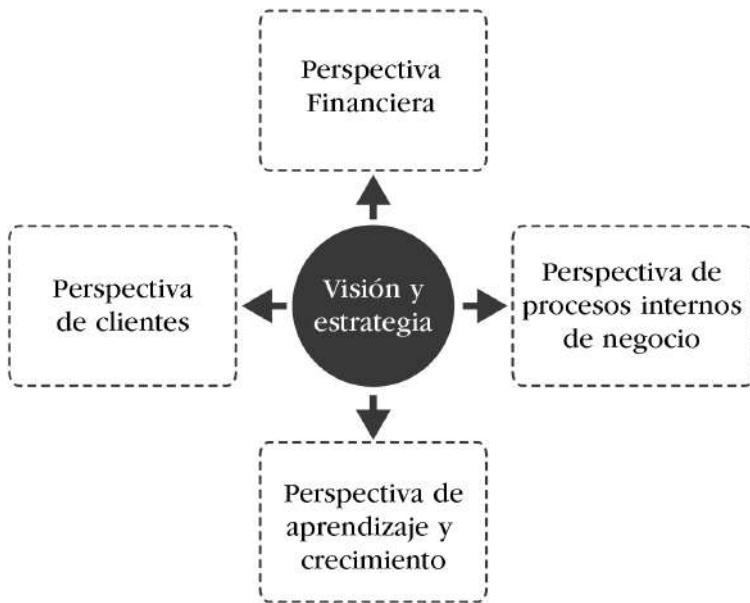 Perspectiva
Financiera
Perspectiva
de clientes
Visión y
estrategia
Perspectiva de
procesos internos
de negocio
Perspectiva de
aprendizaje y
crecimiento